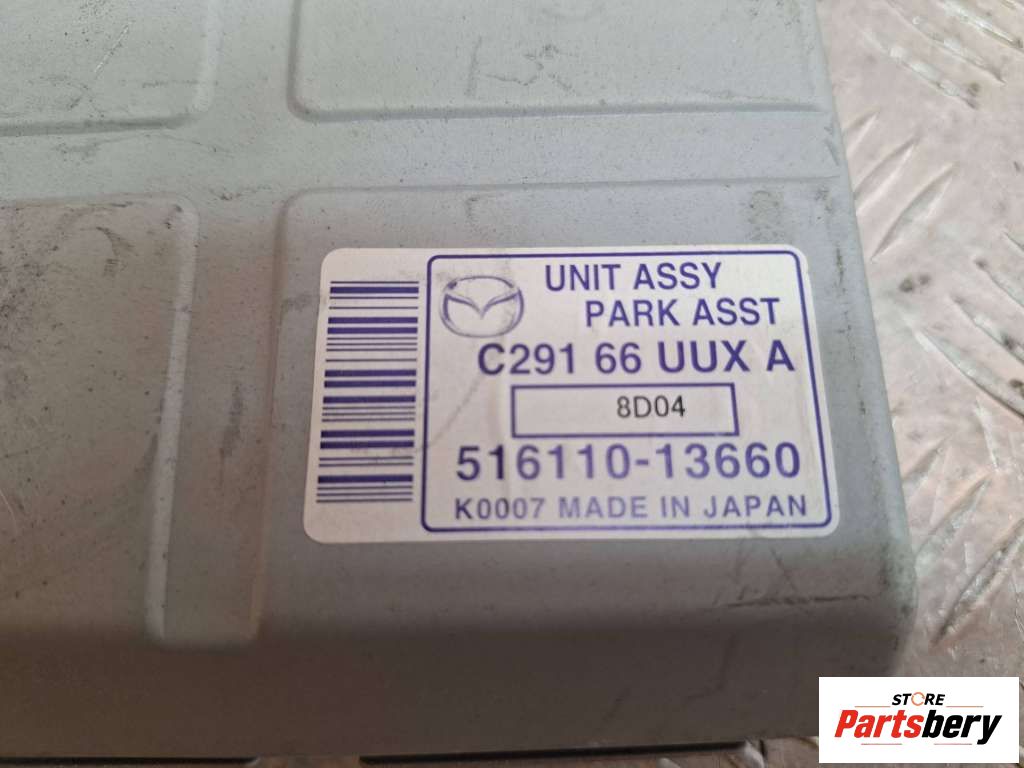 UNIT ASSY
PARK ASST
C291 66 UUX A
8D04
516110-13660
K0007 MADE IN JAPAN
STORE
Partsbery